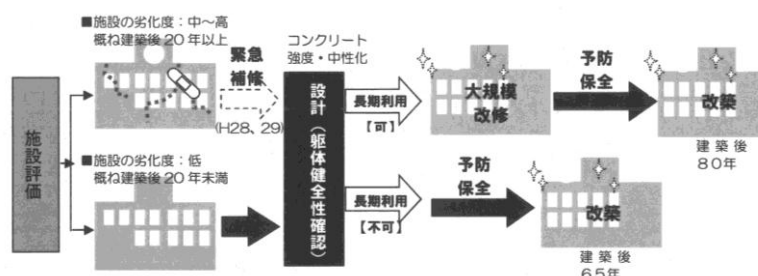 ■施設の劣化度:中~高
概ね建築後20年以上
緊急
補修
(H28、29)
コンクリート
強度・中性化
施設評価
■施設の劣化度:低
概ね建築後20年未満
設計(躯体健全性確認)
長期利用
【可】
大規模
改修
予防
保全
改築
建築後
80年
長期利用
【不可】
予防
保全
改築
建築後
65年